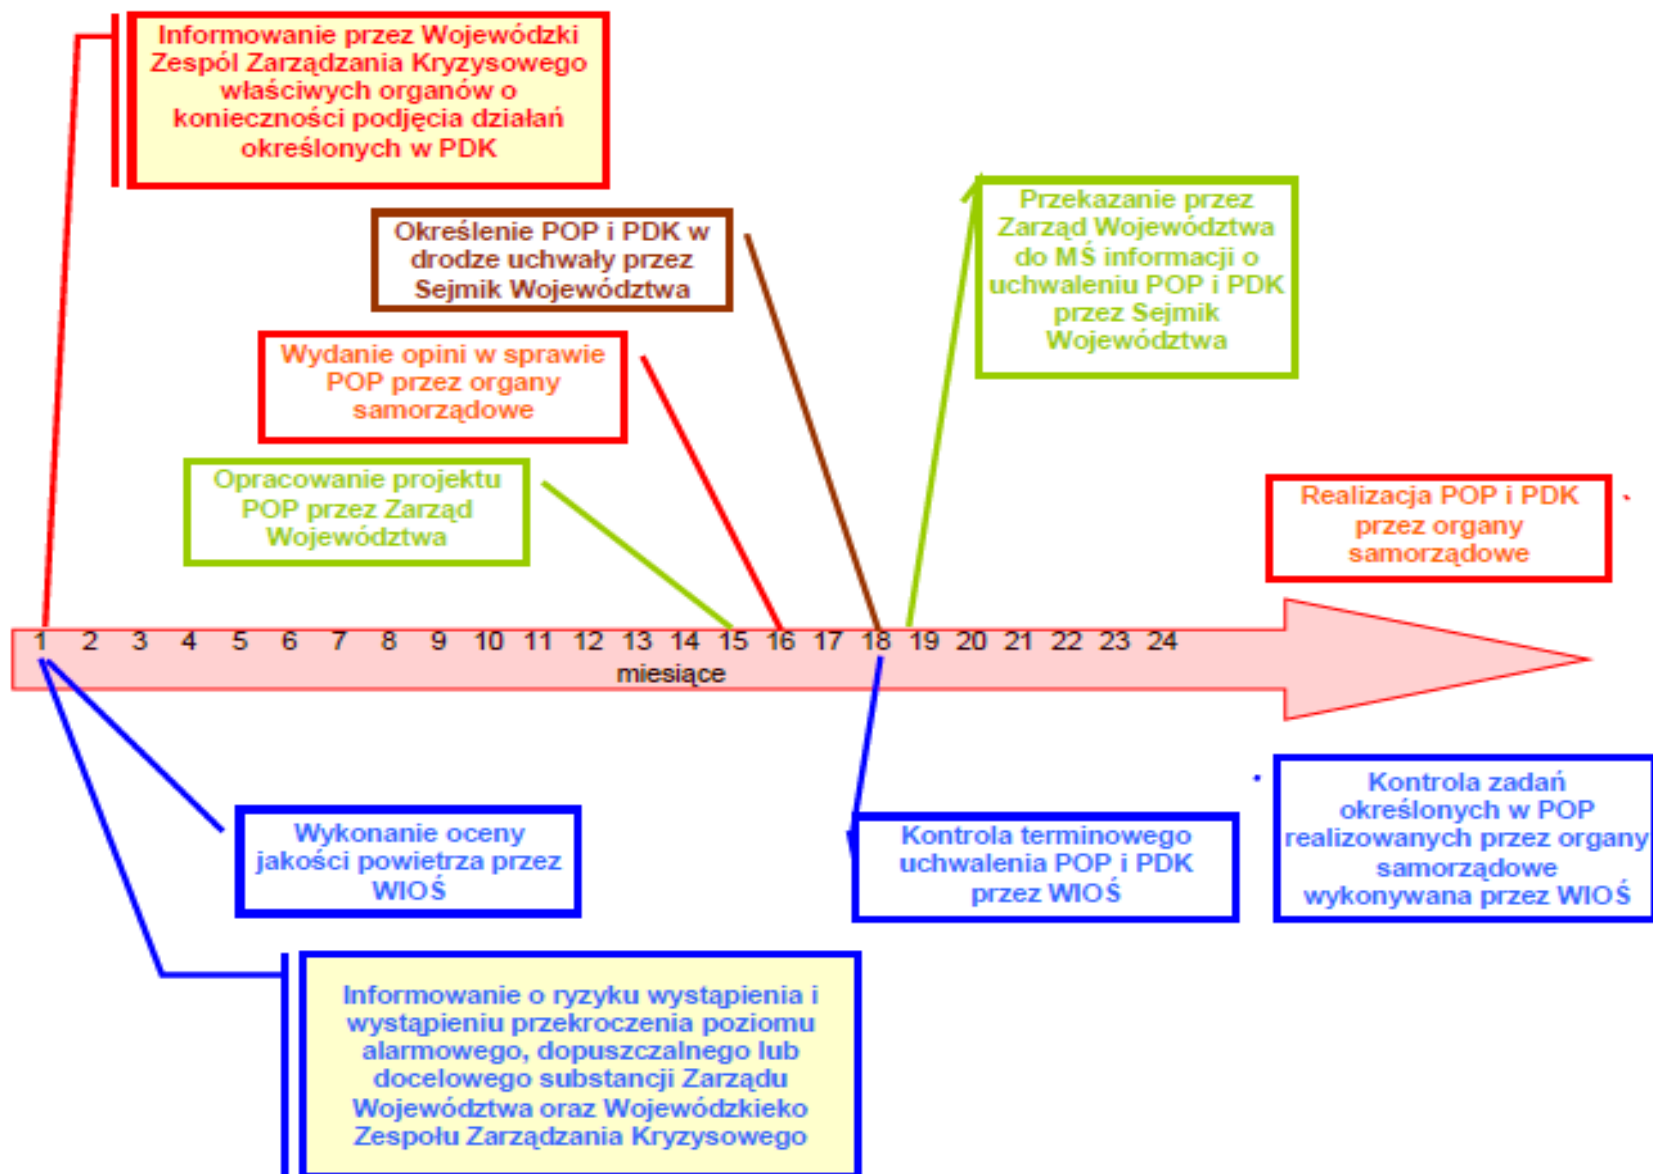 Informowanie przez Wojewódzki
Zespól Zarządzania Kryzysowego
właściwych organów o
konieczności podjęcia działań
określonych w PDK
Określenie POP i PDK w
drodze uchwały przez
Sejmik Województwa
Przekazanie przez
Zarząd Województwa
do MŚ informacji o
uchwaleniu POP i PDK
przez Sejmik
Województwa
Wydanie opini w sprawie
POP przez organy
samorządowe
Opracowanie projektu
POP przez Zarząd
Województwa
Realizacja POP i PDK
przez organy
samorządowe
1 2 3 4 5 6 7 8 9 10 11 12 13 14 15 16 17 18 19 20 21 22 23 24
miesiące
Wykonanie oceny
jakości powietrza przez
WIOŚ
Kontrola terminowego
uchwalenia POP i PDK
przez WIOŚ
Kontrola zadań
określonych w POP
realizowanych przez organy
samorządowe
wykonywana przez WIOŚ
Informowanie o ryzyku wystąpienia i
wystąpieniu przekroczenia poziomu
alarmowego, dopuszczalnego lub
docelowego substancji Zarządu
Województwa oraz Wojewódzkieko
Zespołu Zarządzania Kryzysowego